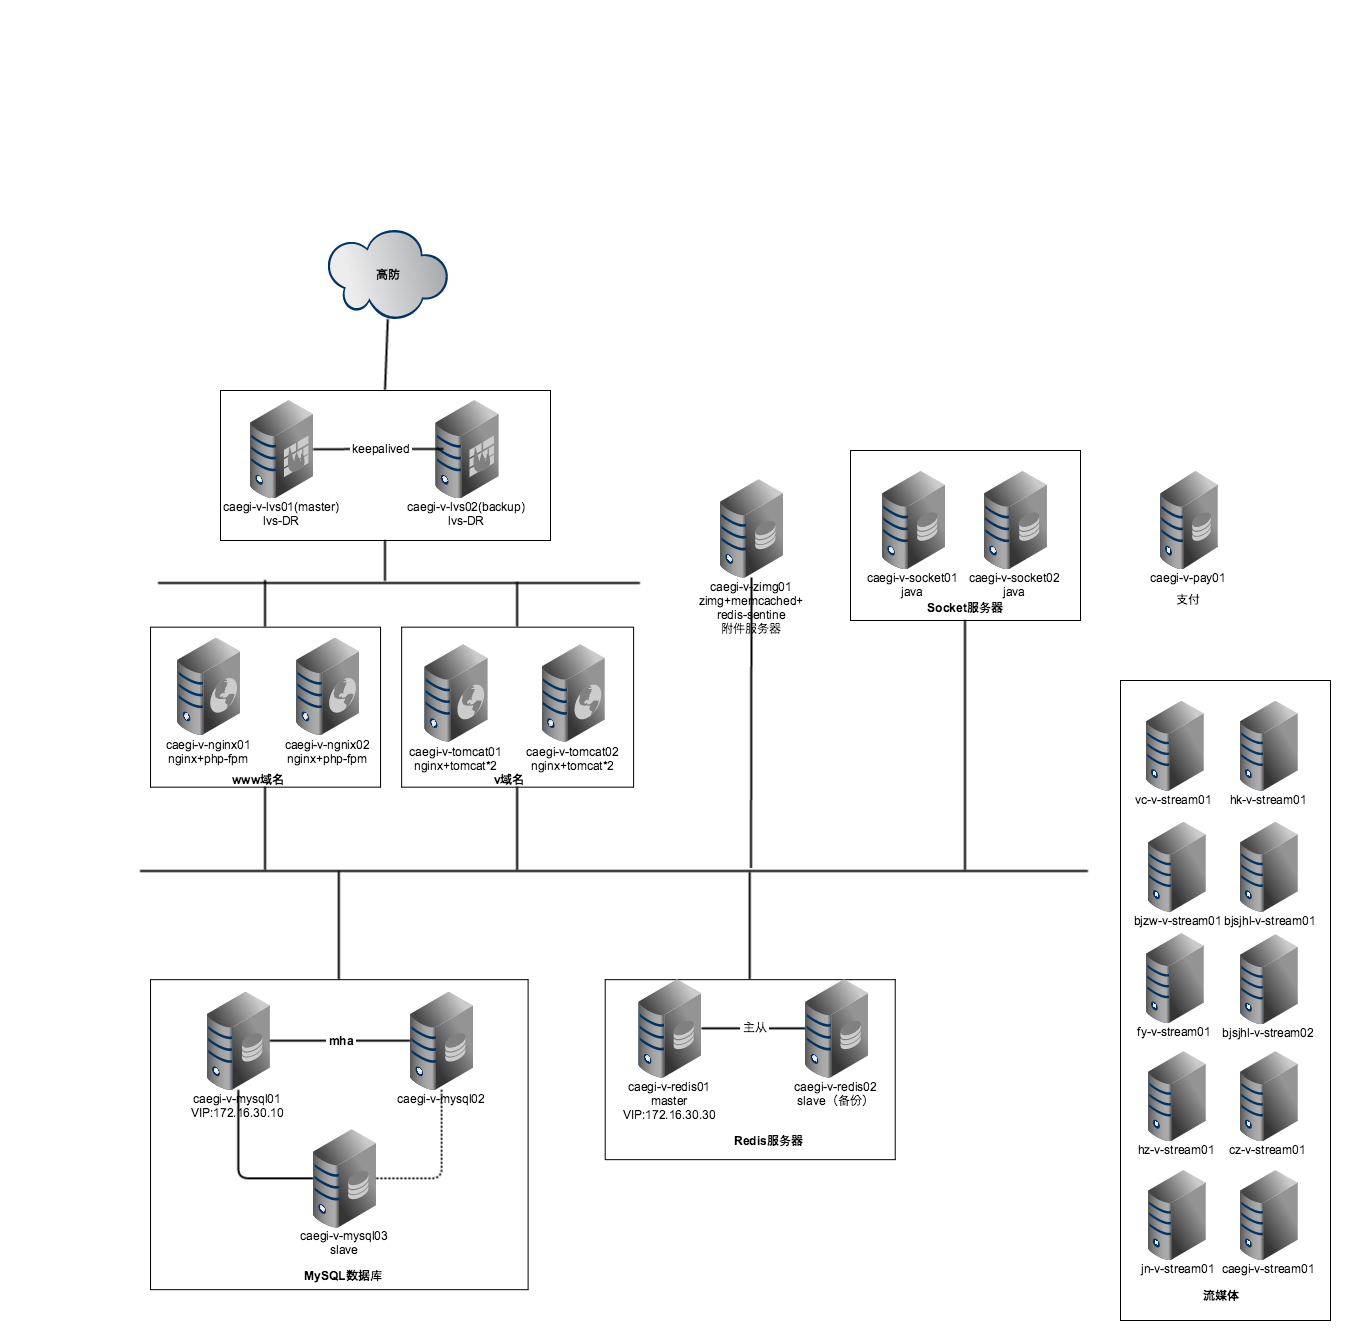 高防
keepalived
caegi-v-lvs01(master)
lvs-DR
caegi-v-lvs02(backup)
lvs-DR
caegi-v-zimg01
zimg+memcached+
redis-sentine
附件服务器
caegi-v-socket01
java
caegi-v-socket02
java
Socket服务器
caegi-v-pay01
支付
caegi-v-nginx01
nginx+php-fpm
caegi-v-ngnix02
nginx+php-fpm
www域名
caegi-v-tomcat01
nginx+tomcat*2
caegi-v-tomcat02
nginx+tomcat*2
v域名
vc-v-stream01
hk-v-stream01
bjzw-v-stream01
bjsjhl-v-stream01
fy-v-stream01
bjsjhl-v-stream02
hz-v-stream01
cz-v-stream01
jn-v-stream01
caegi-v-stream01
流媒体
mha
caegi-v-mysql01
VIP:172.16.30.10
caegi-v-mysql02
caegi-v-mysql03
slave
MySQL数据库
主从
caegi-v-redis01
master
VIP:172.16.30.30
caegi-v-redis02
slave（备份）
Redis服务器